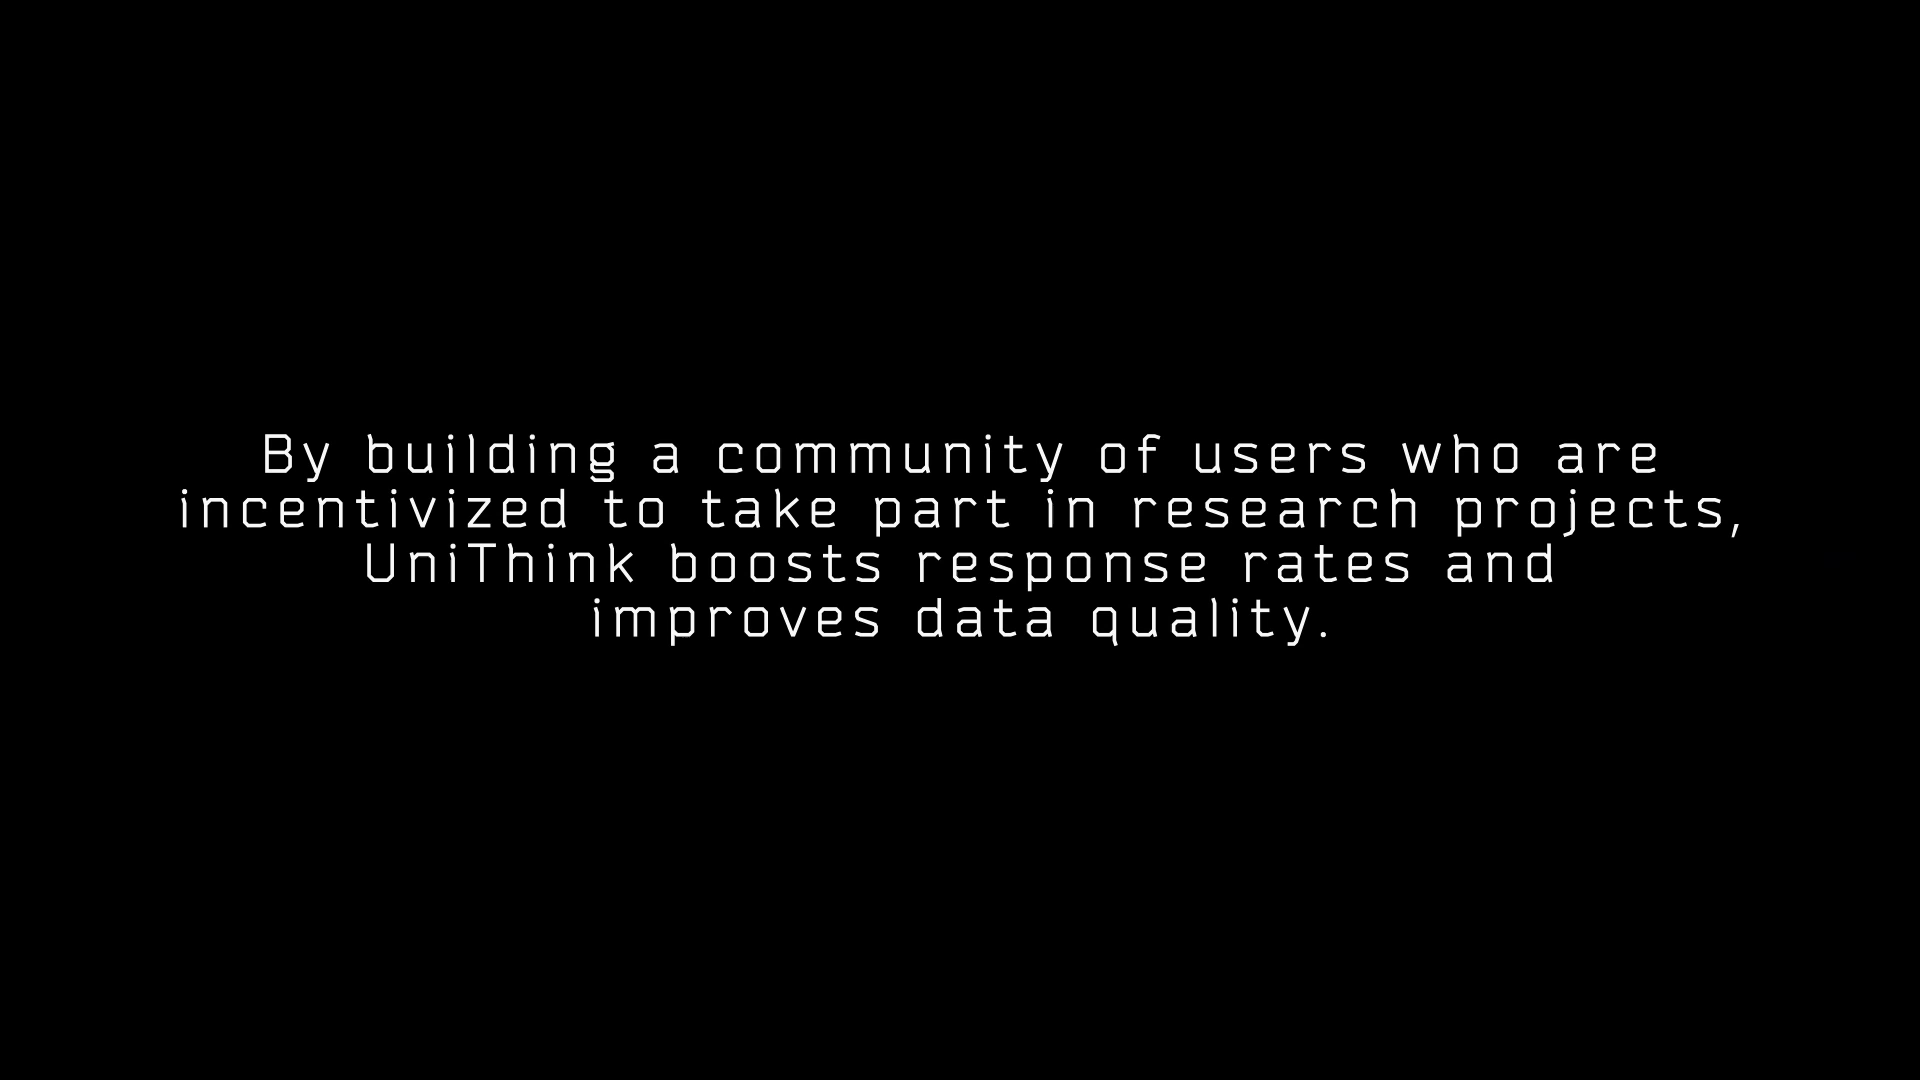 By building a community of users who are
incentivized to take part in research projects,
UniThink boosts response rates and
improves data quality.